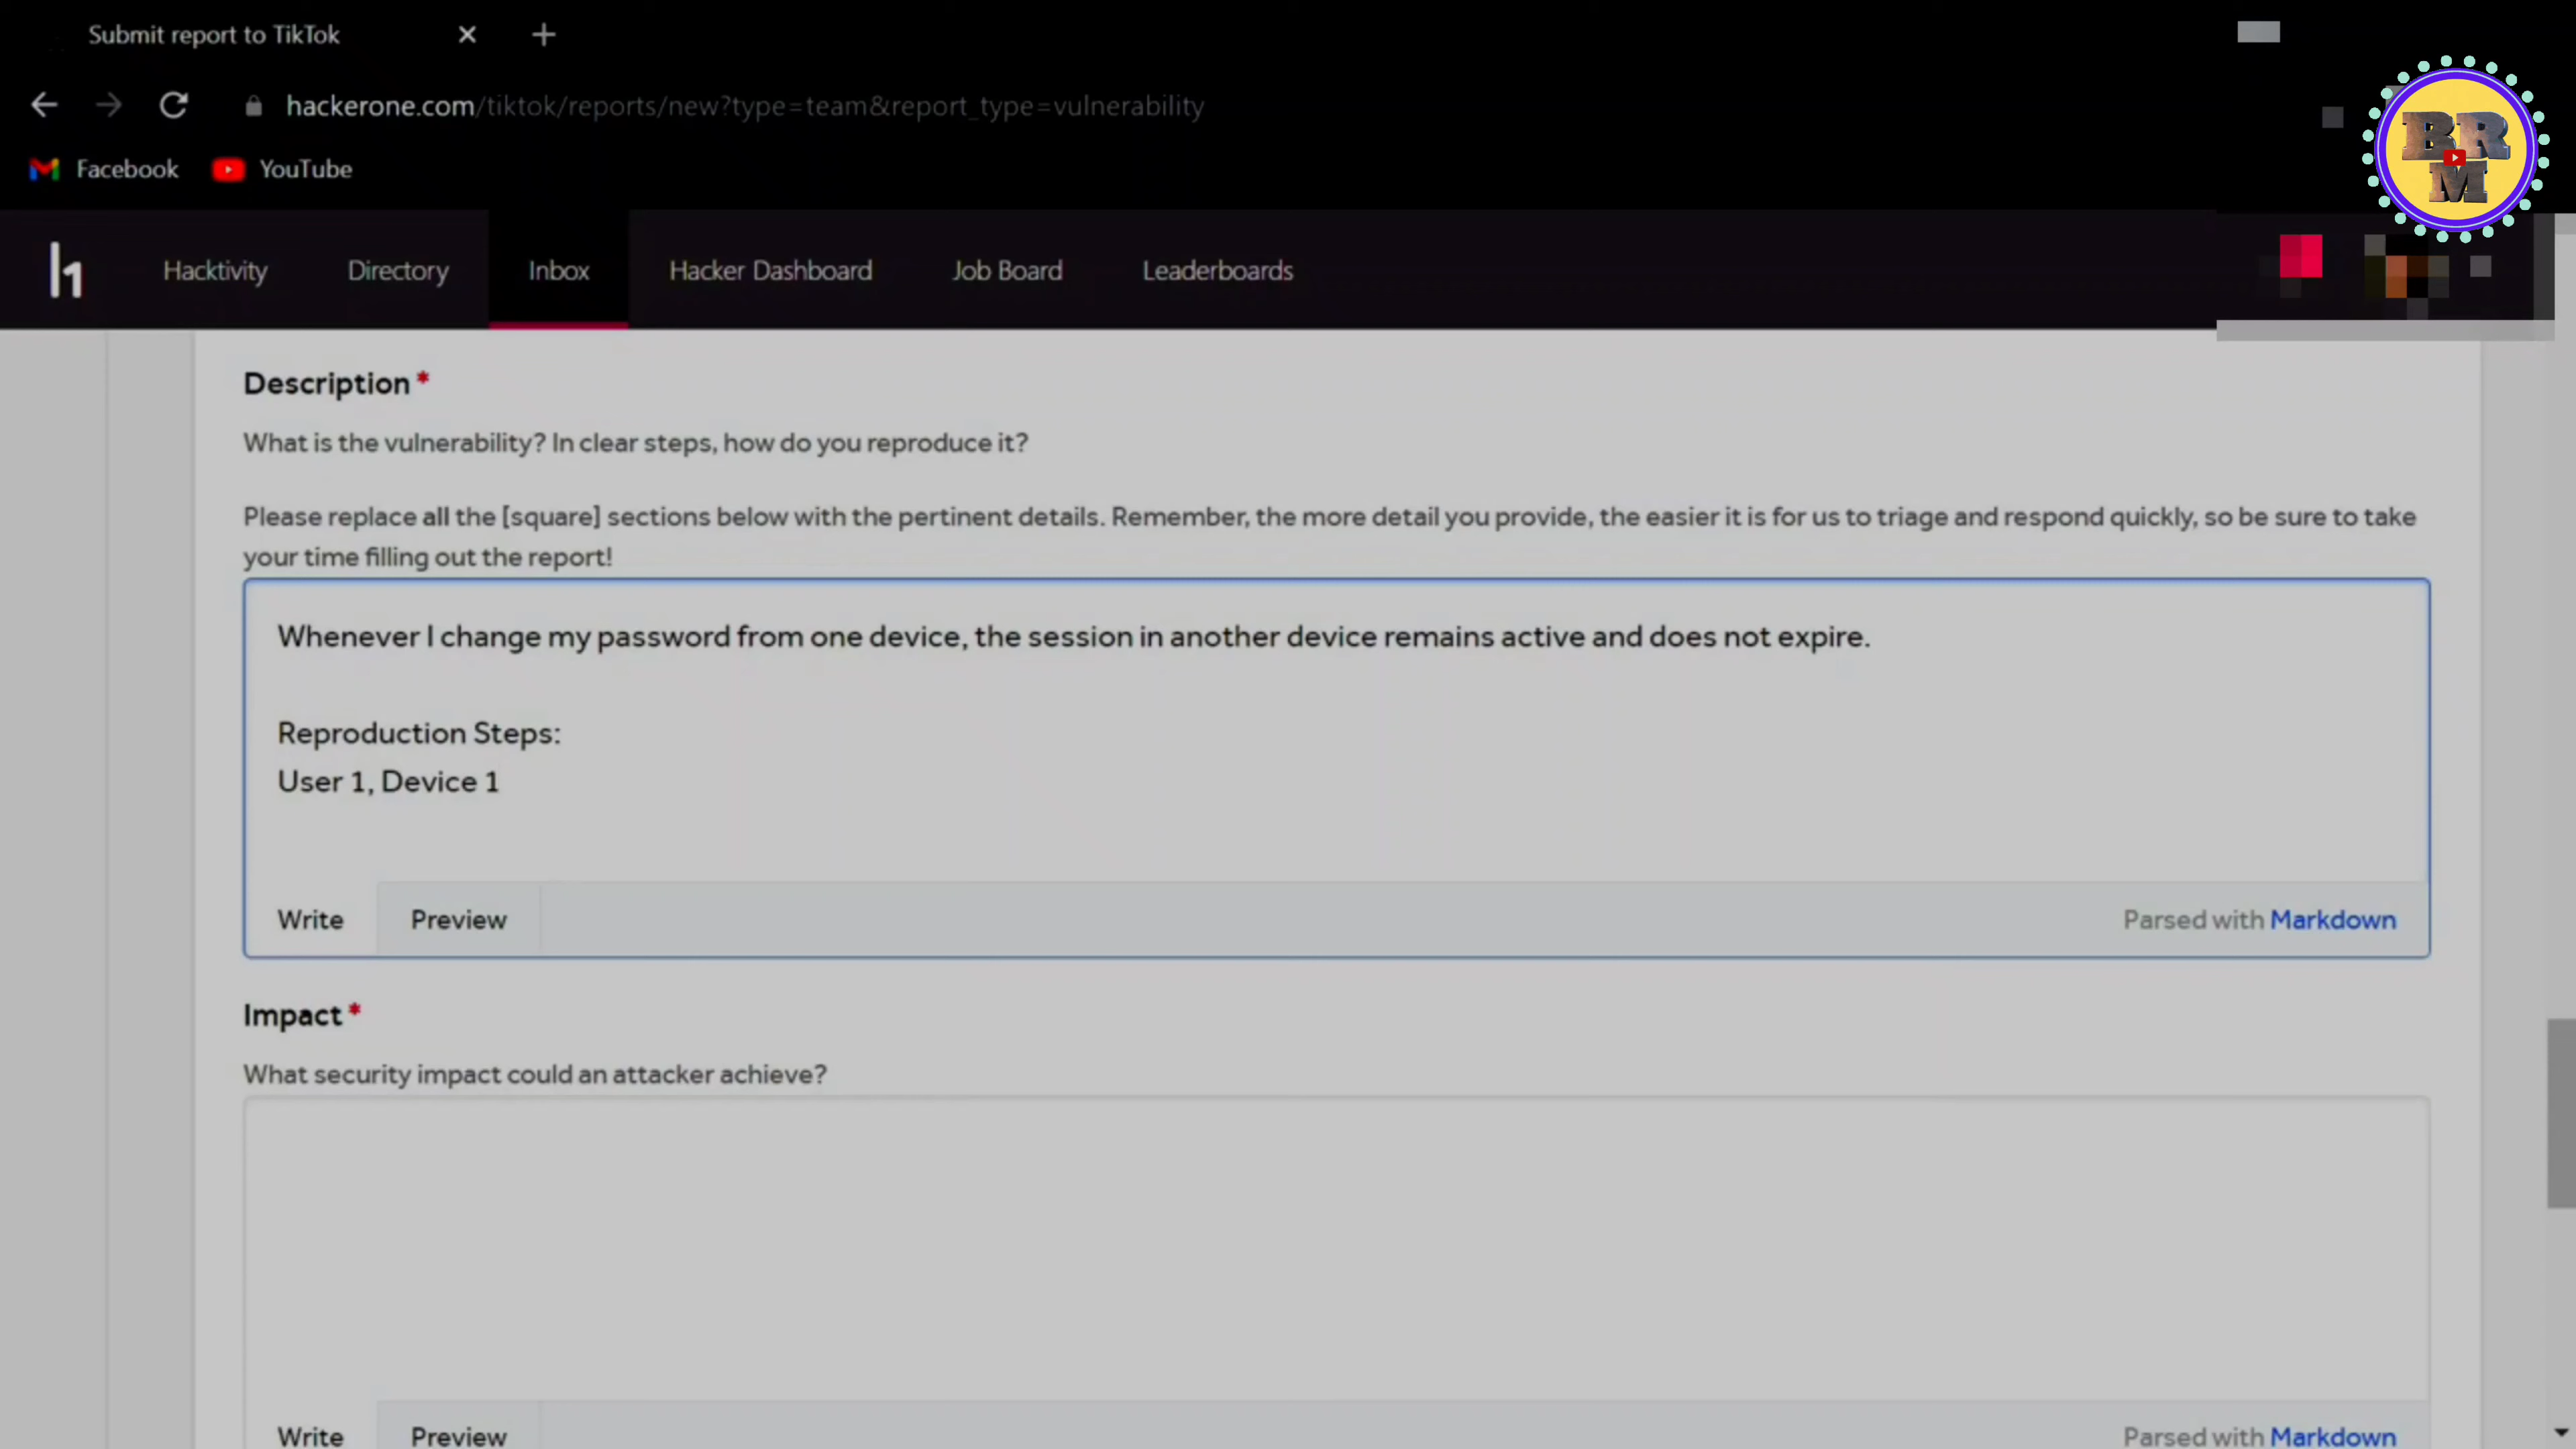 Submit report to TikTok
hackerone.com/tiktok/reports/new?type=team&report_type=vulnerability
Facebook YouTube
BR
M
h1 Hacktivity Directory Inbox Hacker Dashboard Job Board Leaderboards
Description *
What is the vulnerability? In clear steps, how do you reproduce it?
Please replace all the [square] sections below with the pertinent details. Remember, the more detail you provide, the easier it is for us to triage and respond quickly, so be sure to take
your time filling out the report!
Whenever I change my password from one device, the session in another device remains active and does not expire.
Reproduction Steps:
User 1, Device 1
Write Preview Parsed with Markdown
Impact *
What security impact could an attacker achieve?
Write Preview Parsed with Markdown